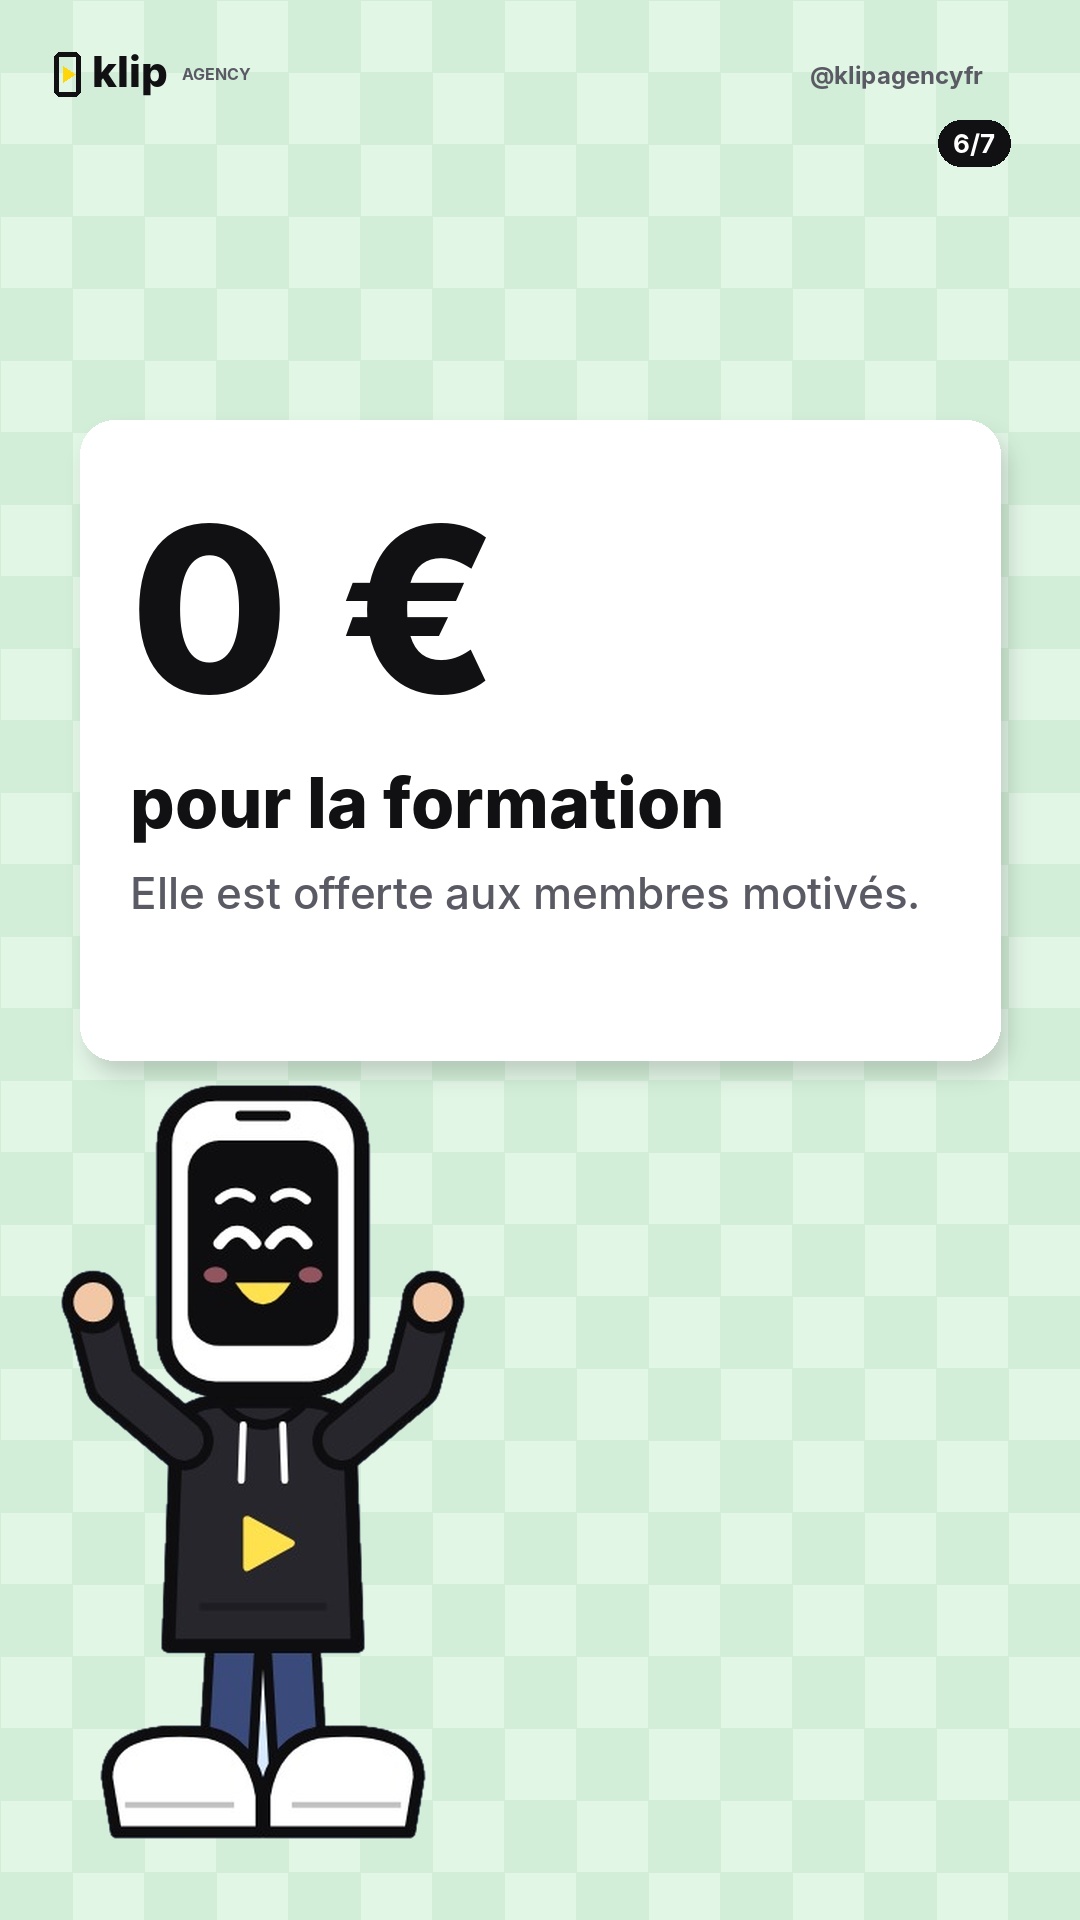 klip AGENCY
@klipagencyfr
6/7
0 €
pour la formation
Elle est offerte aux membres motivés.